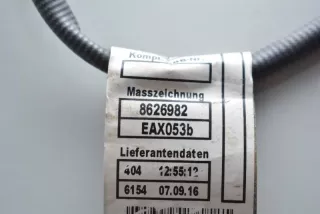 Masszeichnung
8626982
EAX053b
Lieferantendaten
404 12:55:12
6154 07.09.16